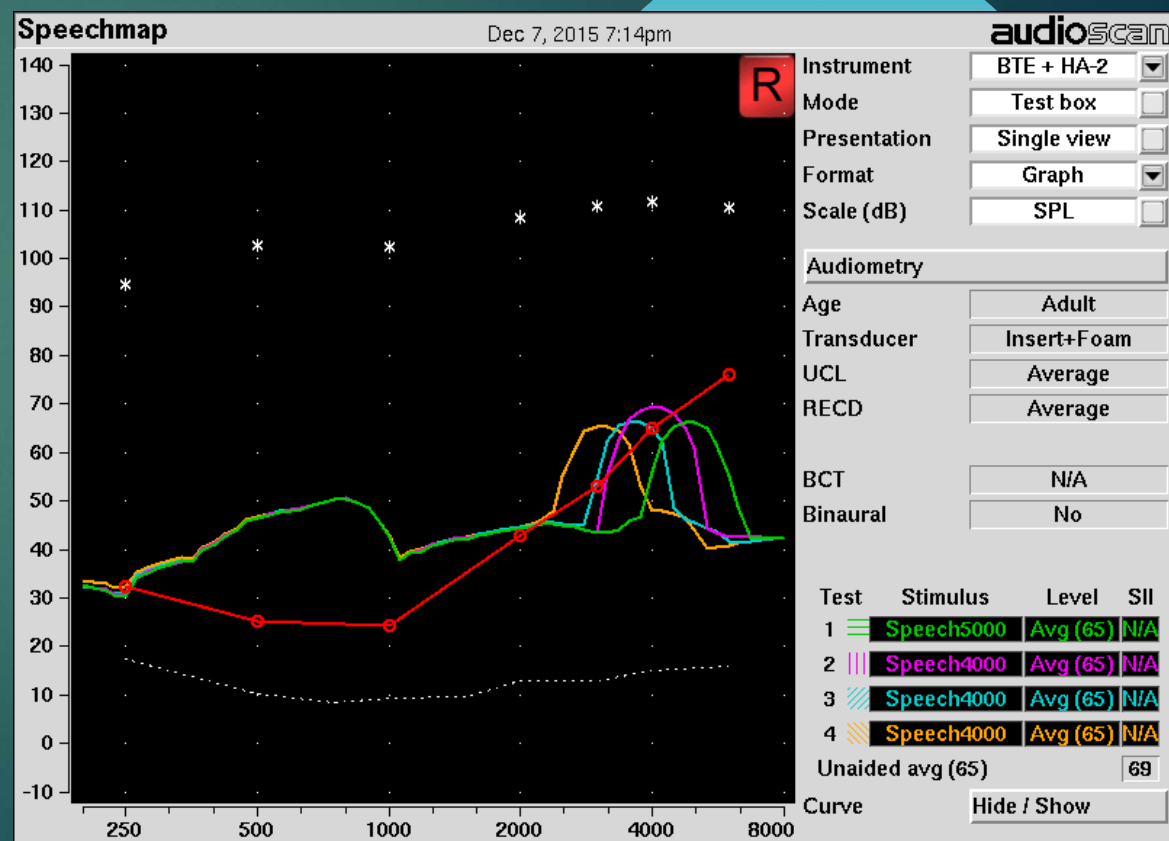 Speechmap Dec 7, 2015 7:14pm audioscan
140
130
120
110
100
90
80
70
60
50
40
30
20
10
0
-10
R
250 500 1000 2000 4000 8000
Instrument BTE + HA-2
Mode Test box
Presentation Single view
Format Graph
Scale (dB) SPL
Audiometry
Age Adult
Transducer Insert+Foam
UCL Average
RECD Average
BCT N/A
Binaural No
Test Stimulus Level SII
1 Speech5000 Avg (65) N/A
2 Speech4000 Avg (65) N/A
3 Speech4000 Avg (65) N/A
4 Speech4000 Avg (65) N/A
Unaided avg (65) 69
Curve Hide / Show